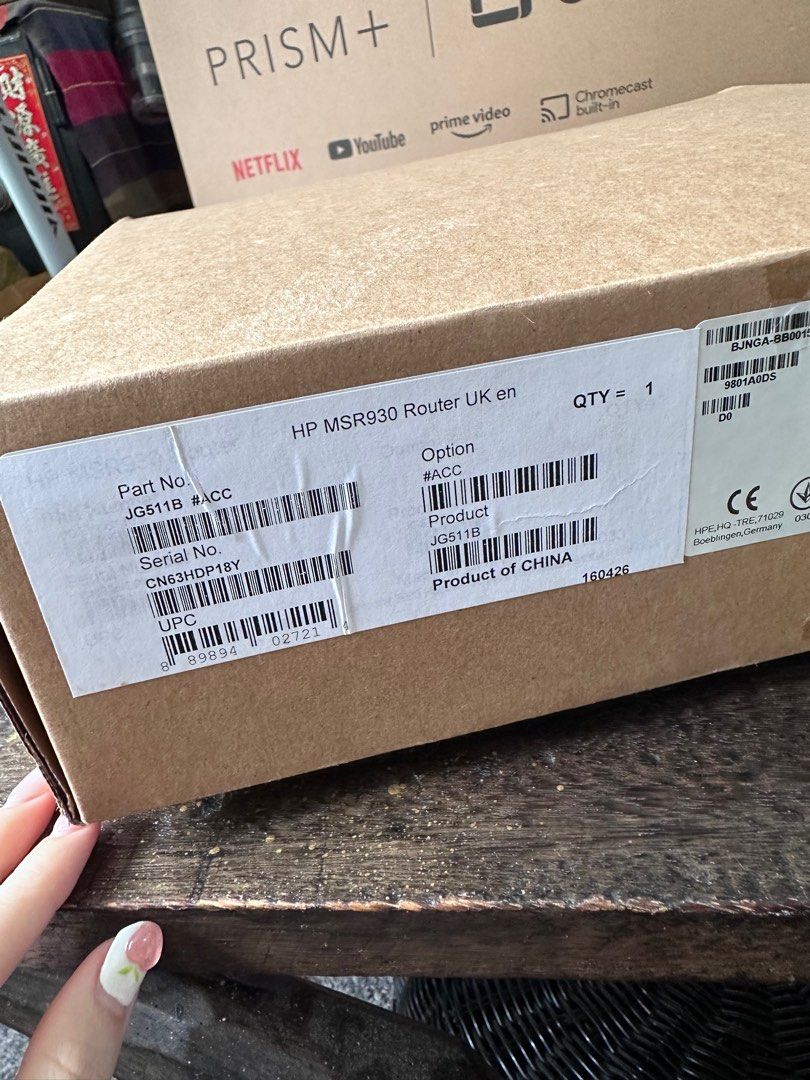 PRISM+
NETFLIX
YouTube
prime video
Chromecast
built-in
HP MSR930 Router UK en
QTY = 1
Part No.
JG511B #ACC
Serial No.
CN63HDP18Y
UPC
8 89894 02721 4
Option
#ACC
Product
JG511B
Product of CHINA
160426
BJNGA-BB001
9801A0DS
D0
CE
HPE,HQ -TRE,71029
Boeblingen,Germany